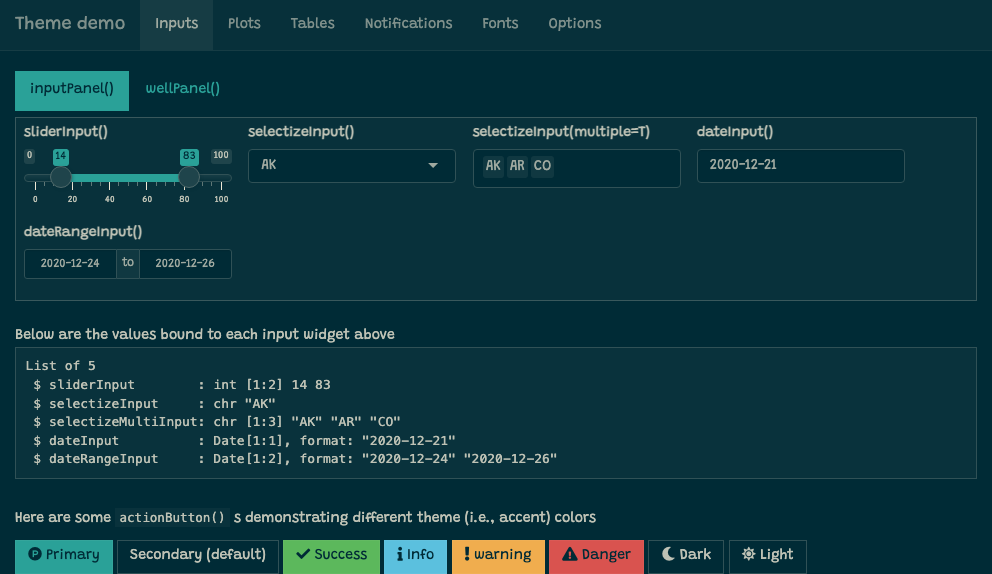 Theme demo Inputs Plots Tables Notifications Fonts Options
inputPanel() wellPanel()
sliderInput() selectizeInput() selectizeInput(multiple=T) dateInput()
0 14 83 100
AK AK AR CO 2020-12-21
0 20 40 60 80 100
dateRangeInput()
2020-12-24 to 2020-12-26
Below are the values bound to each input widget above
List of 5
$ sliderInput : int [1:2] 14 83
$ selectizeInput : chr "AK"
$ selectizeMultiInput: chr [1:3] "AK" "AR" "CO"
$ dateInput : Date[1:1], format: "2020-12-21"
$ dateRangeInput : Date[1:2], format: "2020-12-24" "2020-12-26"
Here are some actionButton() s demonstrating different theme (i.e., accent) colors
Primary Secondary (default) Success Info warning Danger Dark Light